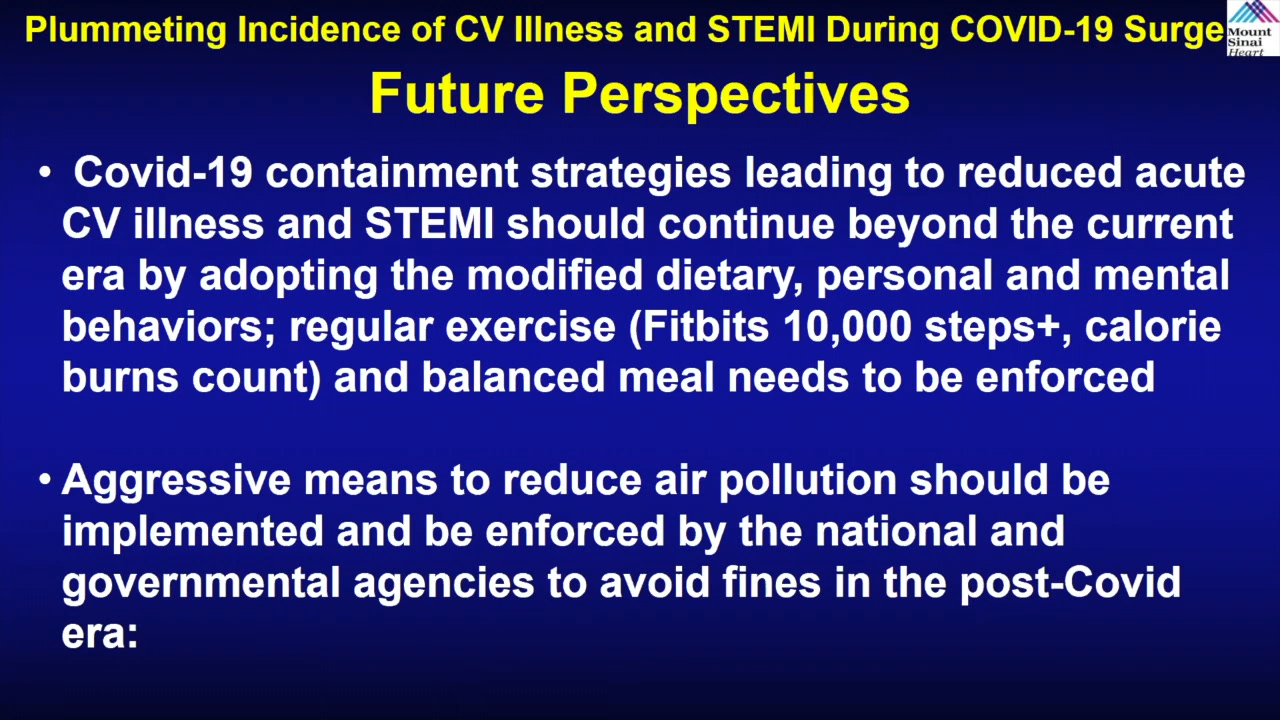 Plummeting Incidence of CV Illness and STEMI During COVID-19 Surge
Mount
Sinai
Heart
Future Perspectives
• Covid-19 containment strategies leading to reduced acute
CV illness and STEMI should continue beyond the current
era by adopting the modified dietary, personal and mental
behaviors; regular exercise (Fitbits 10,000 steps+, calorie
burns count) and balanced meal needs to be enforced
• Aggressive means to reduce air pollution should be
implemented and be enforced by the national and
governmental agencies to avoid fines in the post-Covid
era: